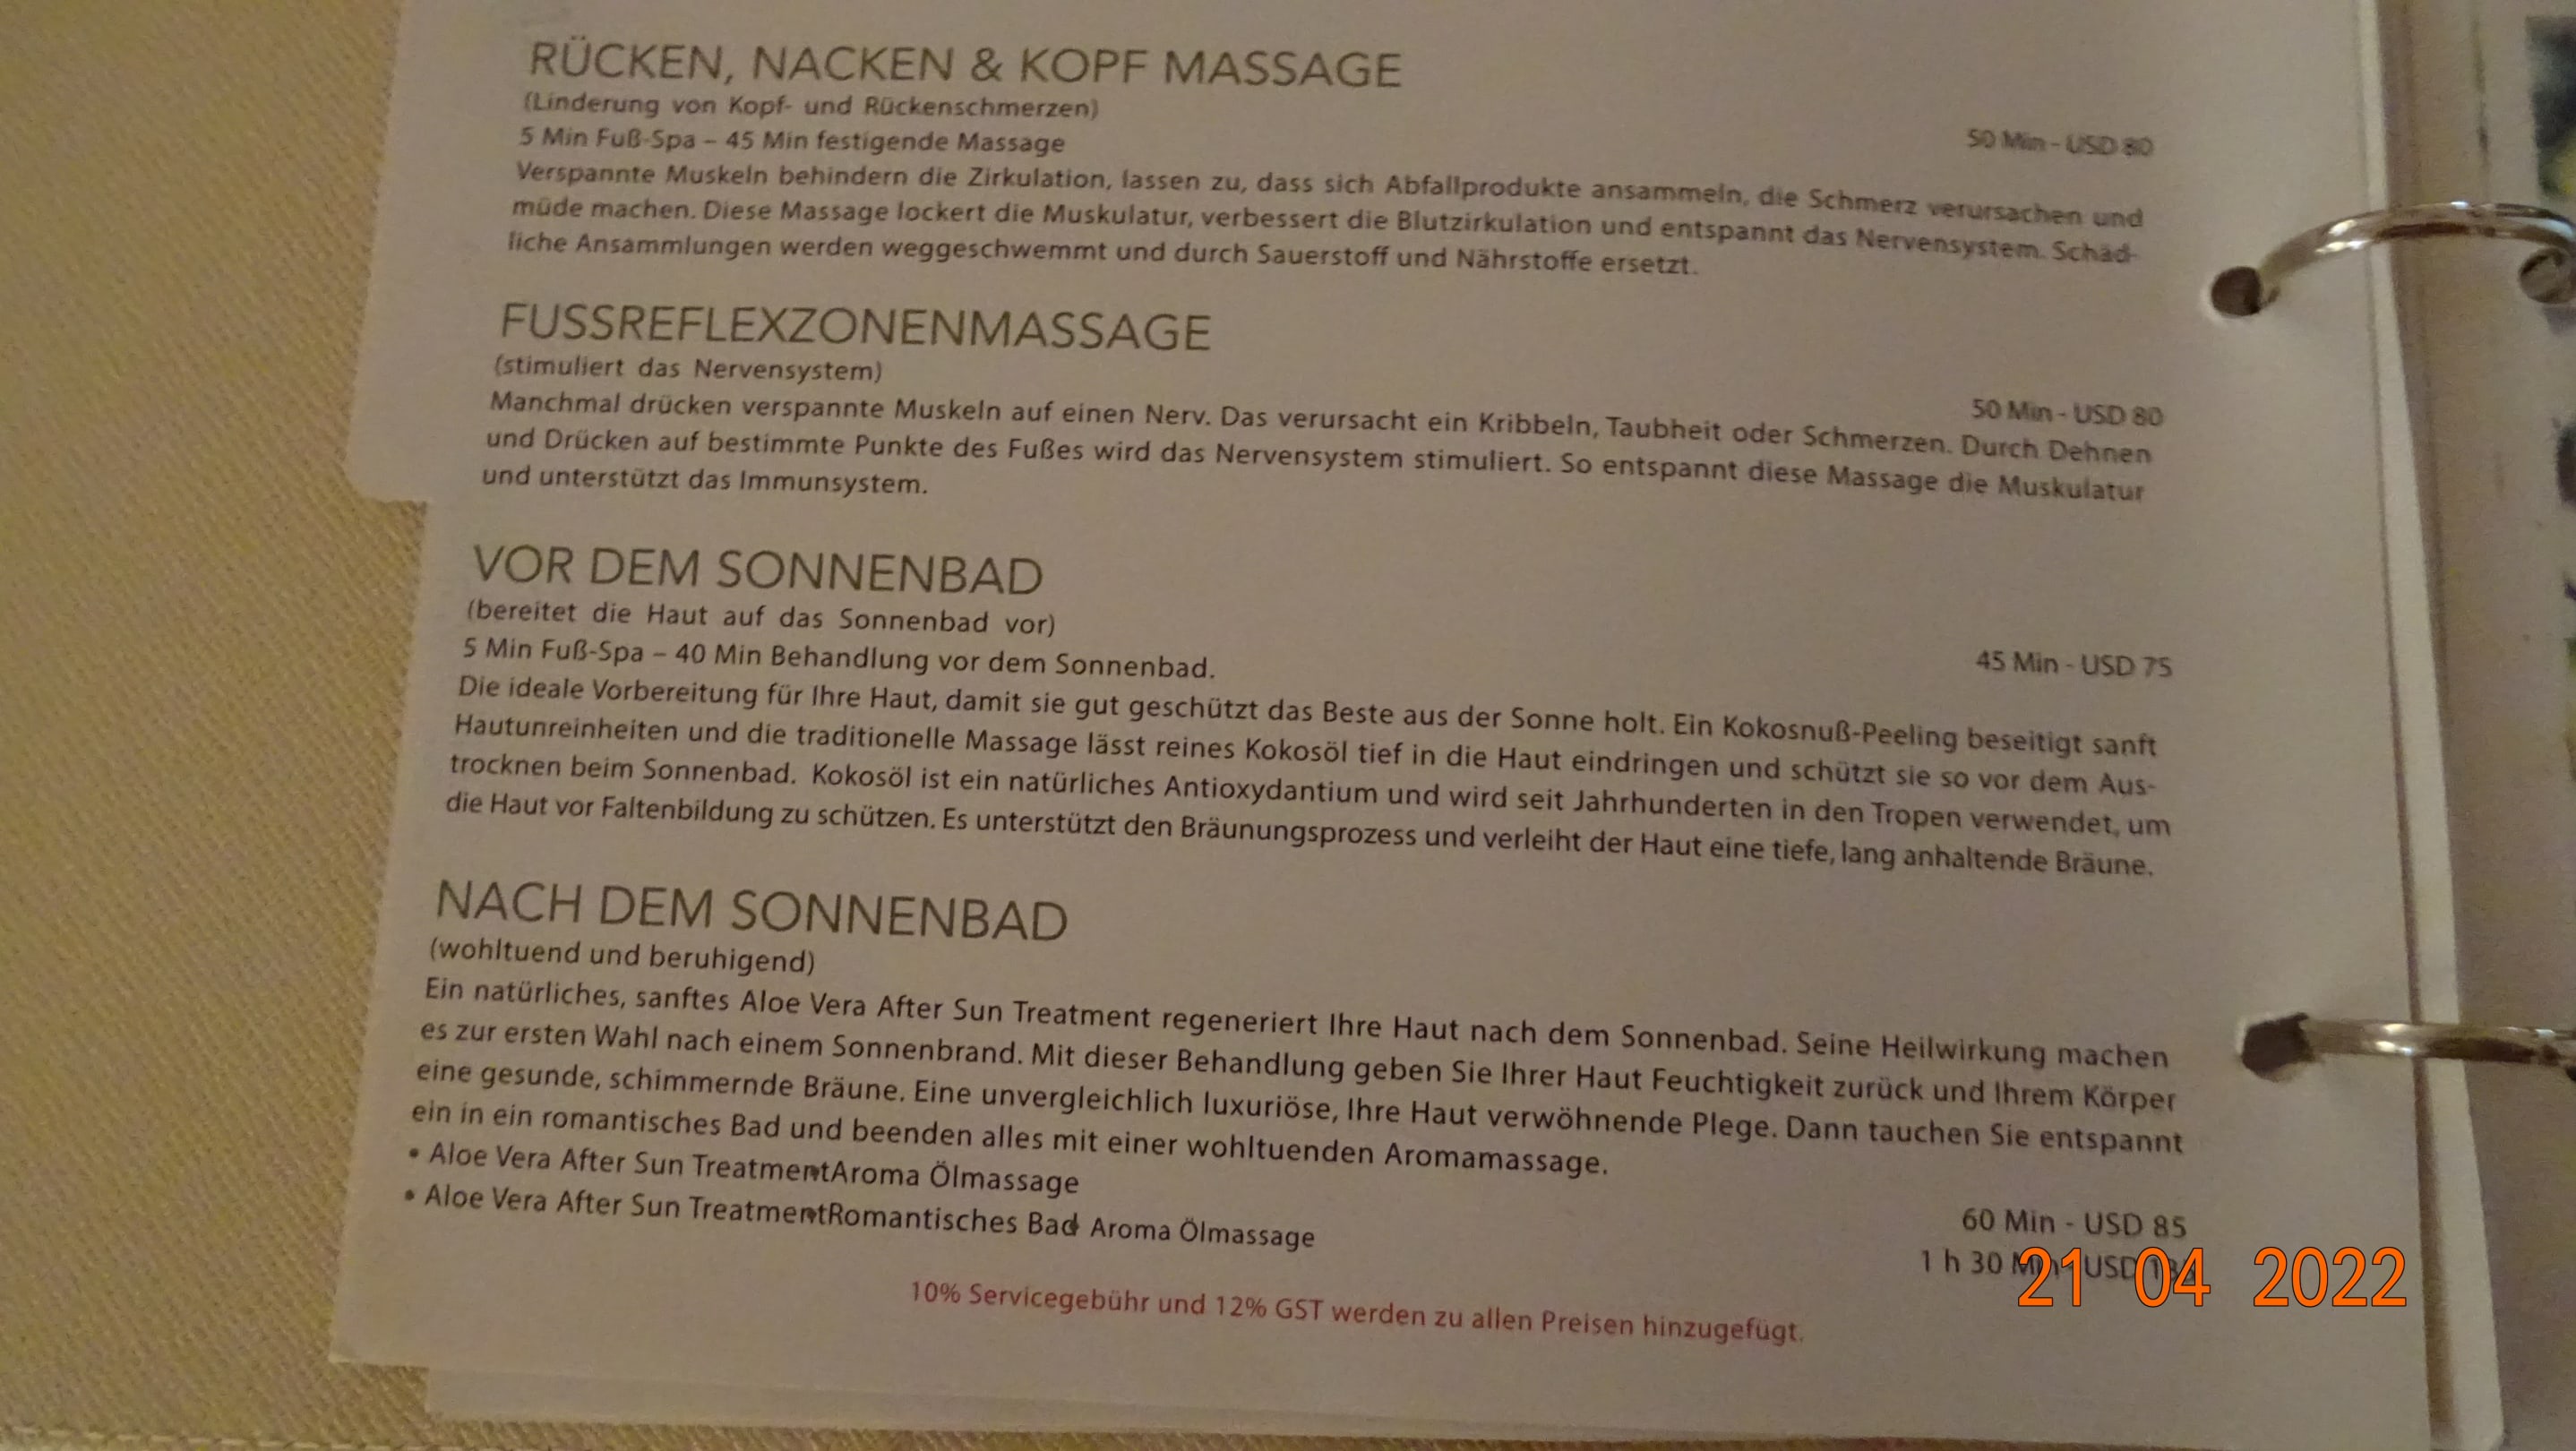 RÜCKEN, NACKEN & KOPF MASSAGE
(Linderung von Kopf- und Rückenschmerzen)
5 Min Fuß-Spa – 45 Min festigende Massage 50 Min - USD 80
Verspannte Muskeln behindern die Zirkulation, lassen zu, dass sich Abfallprodukte ansammeln, die Schmerz verursachen und
müde machen. Diese Massage lockert die Muskulatur, verbessert die Blutzirkulation und entspannt das Nervensystem. Schäd-
liche Ansammlungen werden weggeschwemmt und durch Sauerstoff und Nährstoffe ersetzt.
FUSSREFLEXZONENMASSAGE
(stimuliert das Nervensystem) 50 Min - USD 80
Manchmal drücken verspannte Muskeln auf einen Nerv. Das verursacht ein Kribbeln, Taubheit oder Schmerzen. Durch Dehnen
und Drücken auf bestimmte Punkte des Fußes wird das Nervensystem stimuliert. So entspannt diese Massage die Muskulatur
und unterstützt das Immunsystem.
VOR DEM SONNENBAD
(bereitet die Haut auf das Sonnenbad vor)
5 Min Fuß-Spa – 40 Min Behandlung vor dem Sonnenbad. 45 Min - USD 75
Die ideale Vorbereitung für Ihre Haut, damit sie gut geschützt das Beste aus der Sonne holt. Ein Kokosnuß-Peeling beseitigt sanft
Hautunreinheiten und die traditionelle Massage lässt reines Kokosöl tief in die Haut eindringen und schützt sie so vor dem Aus-
trocknen beim Sonnenbad. Kokosöl ist ein natürliches Antioxydantium und wird seit Jahrhunderten in den Tropen verwendet, um
die Haut vor Faltenbildung zu schützen. Es unterstützt den Bräunungsprozess und verleiht der Haut eine tiefe, lang anhaltende Bräune.
NACH DEM SONNENBAD
(wohltuend und beruhigend)
Ein natürliches, sanftes Aloe Vera After Sun Treatment regeneriert Ihre Haut nach dem Sonnenbad. Seine Heilwirkung machen
es zur ersten Wahl nach einem Sonnenbrand. Mit dieser Behandlung geben Sie Ihrer Haut Feuchtigkeit zurück und Ihrem Körper
eine gesunde, schimmernde Bräune. Eine unvergleichlich luxuriöse, Ihre Haut verwöhnende Plege. Dann tauchen Sie entspannt
ein in ein romantisches Bad und beenden alles mit einer wohltuenden Aromamassage.
• Aloe Vera After Sun Treatment•Aroma Ölmassage 60 Min - USD 85
• Aloe Vera After Sun Treatment•Romantisches Bad• Aroma Ölmassage 1 h 30 Min - USD
10% Servicegebühr und 12% GST werden zu allen Preisen hinzugefügt.
21 04 2022